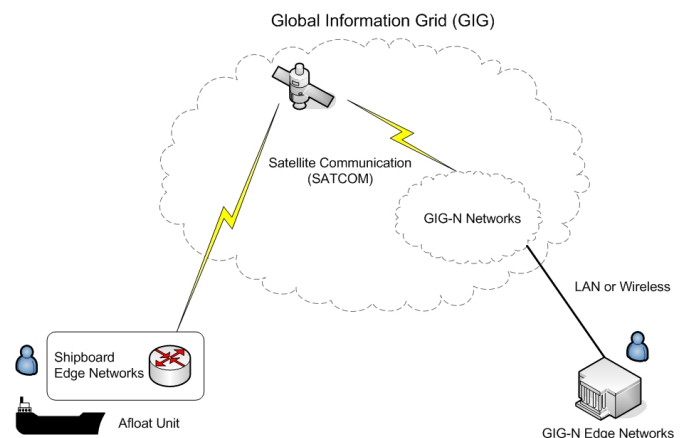 Global Information Grid (GIG)
Satellite Communication
(SATCOM)
GIG-N Networks
LAN or Wireless
Shipboard
Edge Networks
Afloat Unit
GIG-N Edge Networks